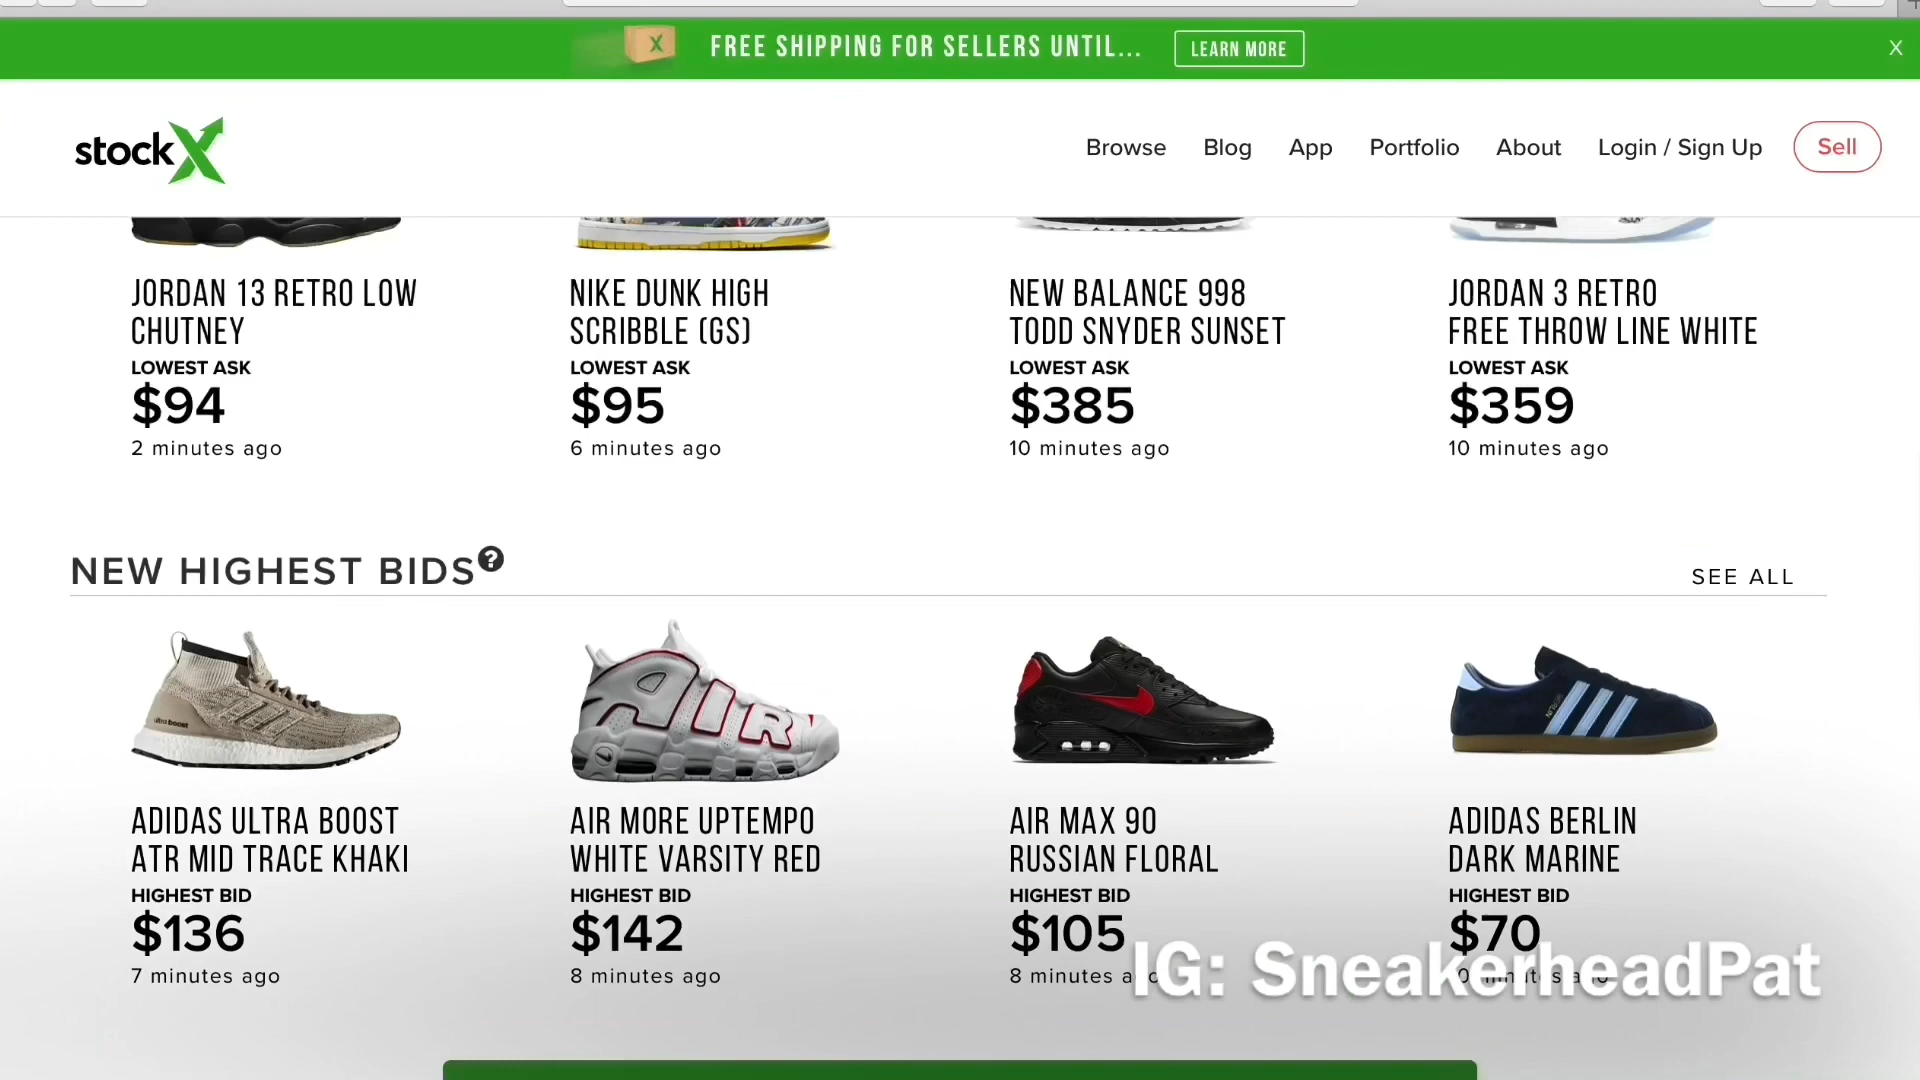 FREE SHIPPING FOR SELLERS UNTIL... LEARN MORE X
stockX
Browse Blog App Portfolio About Login / Sign Up Sell
JORDAN 13 RETRO LOW
CHUTNEY
LOWEST ASK
$94
2 minutes ago
NIKE DUNK HIGH
SCRIBBLE (GS)
LOWEST ASK
$95
6 minutes ago
NEW BALANCE 998
TODD SNYDER SUNSET
LOWEST ASK
$385
10 minutes ago
JORDAN 3 RETRO
FREE THROW LINE WHITE
LOWEST ASK
$359
10 minutes ago
NEW HIGHEST BIDS?
SEE ALL
ultraboost
AIR
ADIDAS ULTRA BOOST
ATR MID TRACE KHAKI
HIGHEST BID
$136
7 minutes ago
AIR MORE UPTEMPO
WHITE VARSITY RED
HIGHEST BID
$142
8 minutes ago
AIR MAX 90
RUSSIAN FLORAL
HIGHEST BID
$105
8 minutes ago
ADIDAS BERLIN
DARK MARINE
HIGHEST BID
$70
IG: SneakerheadPat